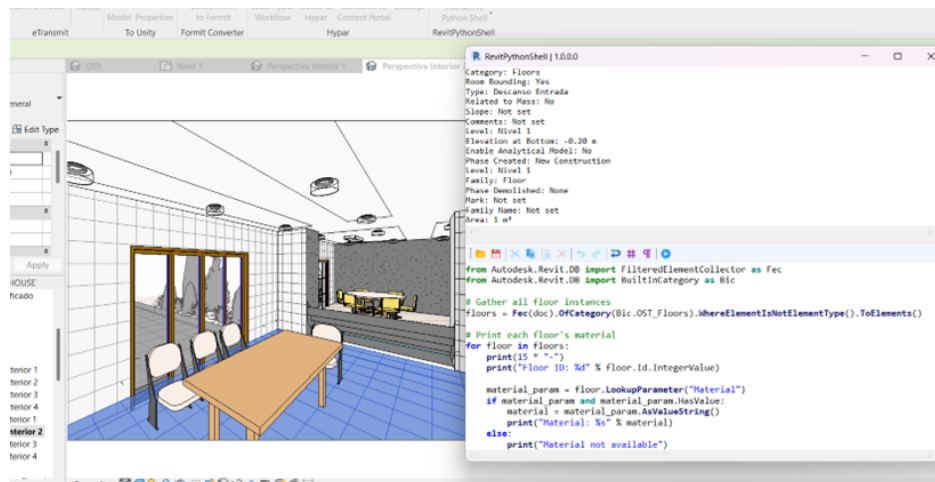 Model Properties
to FormIt
Workflow
Hypar
Content Portal
Python Shell
eTransmit
To Unity
FormIt Converter
Hypar
RevitPythonShell
(3D)
Nivel 1
Perspectiva Interior 1
Perspectiva Interior
eneral
Edit Type
Apply
HOUSE
ficado
terior 1
terior 2
terior 3
terior 4
terior 1
nterior 2
terior 3
terior 4
RevitPythonShell | 1.0.0.0
Category: Floors
Room Bounding: Yes
Type: Descanso Entrada
Related to Mass: No
Slope: Not set
Comments: Not set
Level: Nivel 1
Elevation at Bottom: -0.20 m
Enable Analytical Model: No
Phase Created: New Construction
Level: Nivel 1
Family: Floor
Phase Demolished: None
Mark: Not set
Family Name: Not set
Area: 1 m²
from Autodesk.Revit.DB import FilteredElementCollector as Fec
from Autodesk.Revit.DB import BuiltInCategory as Bic
# Gather all floor instances
floors = Fec(doc).OfCategory(Bic.OST_Floors).WhereElementIsNotElementType().ToElements()
# Print each floor's material
for floor in floors:
print(15 * "-")
print("Floor ID: %d" % floor.Id.IntegerValue)
material_param = floor.LookupParameter("Material")
if material_param and material_param.HasValue:
material = material_param.AsValueString()
print("Material: %s" % material)
else:
print("Material not available")